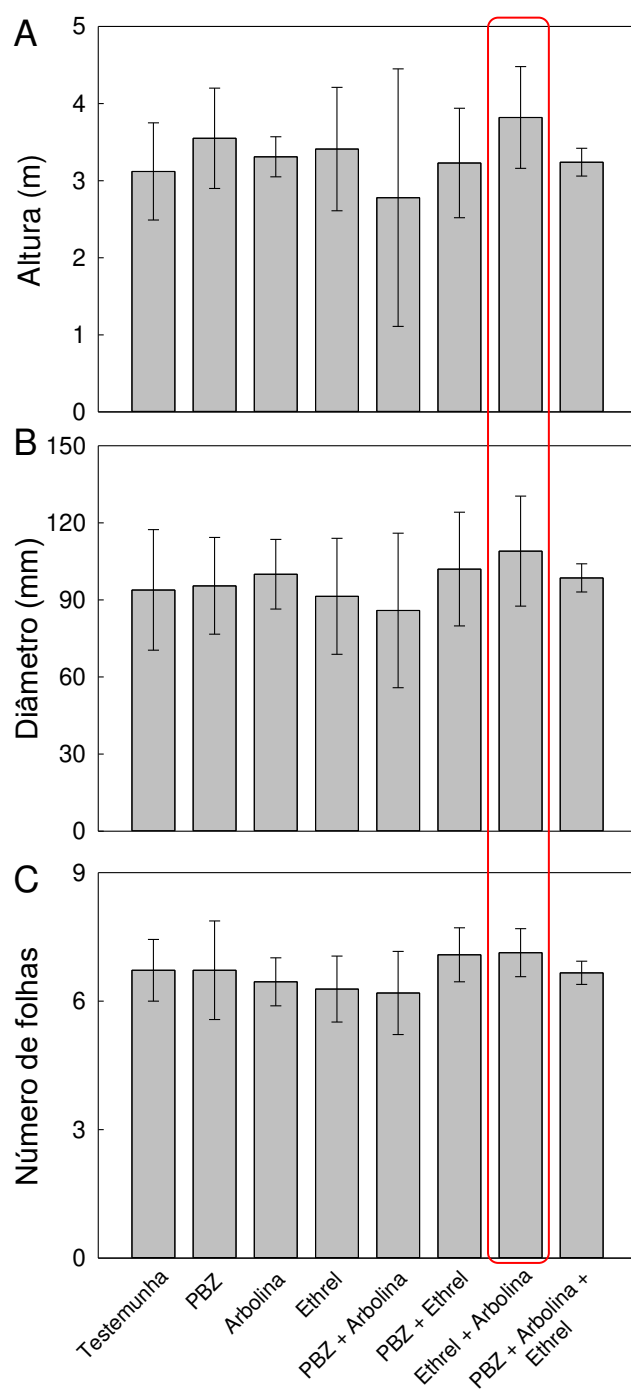 A
5
4
3
2
1
0
Altura (m)
B
150
120
90
60
30
0
Diâmetro (mm)
C
9
6
3
0
Número de folhas
Testemunha
PBZ
Arbolina
Ethrel
PBZ + Arbolina
PBZ + Ethrel
Ethrel + Arbolina
PBZ + Arbolina +
Ethrel